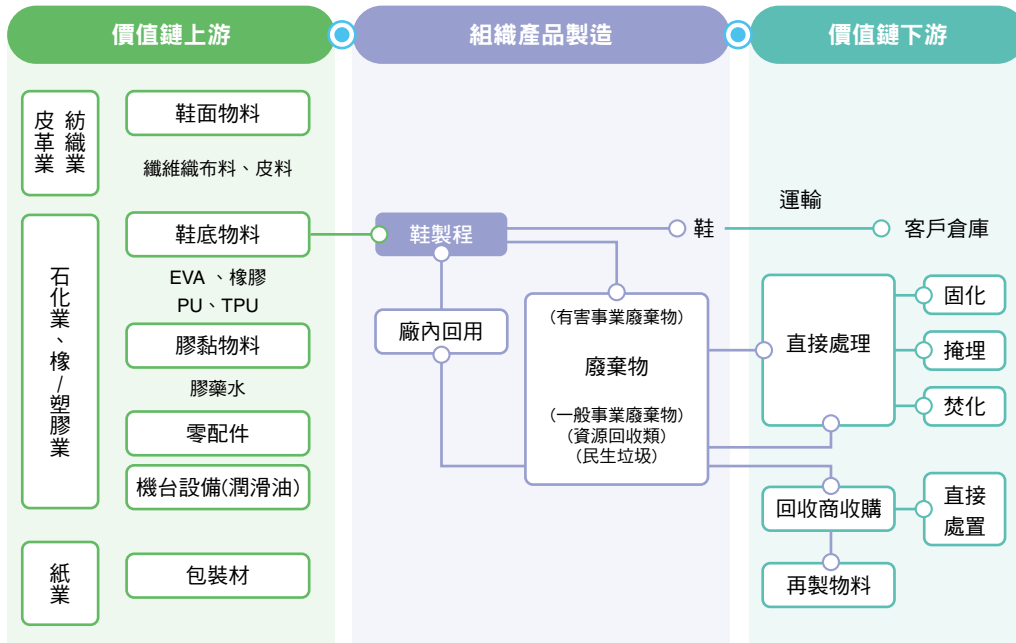 價值鏈上游
組織產品製造
價值鏈下游
紡織業
皮革業
鞋面物料
纖維織布料、皮料
石化業、橡/塑膠業
鞋底物料
EVA 、橡膠
PU、TPU
膠黏物料
膠藥水
零配件
機台設備(潤滑油)
紙業
包裝材
鞋製程
鞋
廠內回用
(有害事業廢棄物)
廢棄物
(一般事業廢棄物)
(資源回收類)
(民生垃圾)
運輸
客戶倉庫
直接處理
固化
掩埋
焚化
回收商收購
直接
處置
再製物料